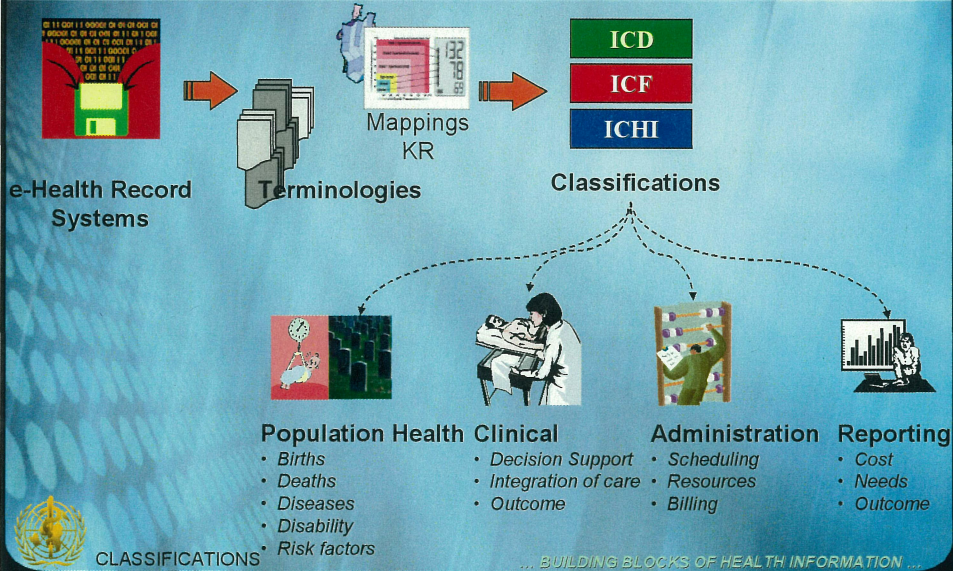 ICD
ICF
ICHI
132
78
Mappings
KR
e-Health Record
Systems
Terminologies
Classifications
Population Health
• Births
• Deaths
• Diseases
• Disability
• Risk factors
Clinical
• Decision Support
• Integration of care
• Outcome
Administration
• Scheduling
• Resources
• Billing
Reporting
• Cost
• Needs
• Outcome
CLASSIFICATIONS
... BUILDING BLOCKS OF HEALTH INFORMATION ...